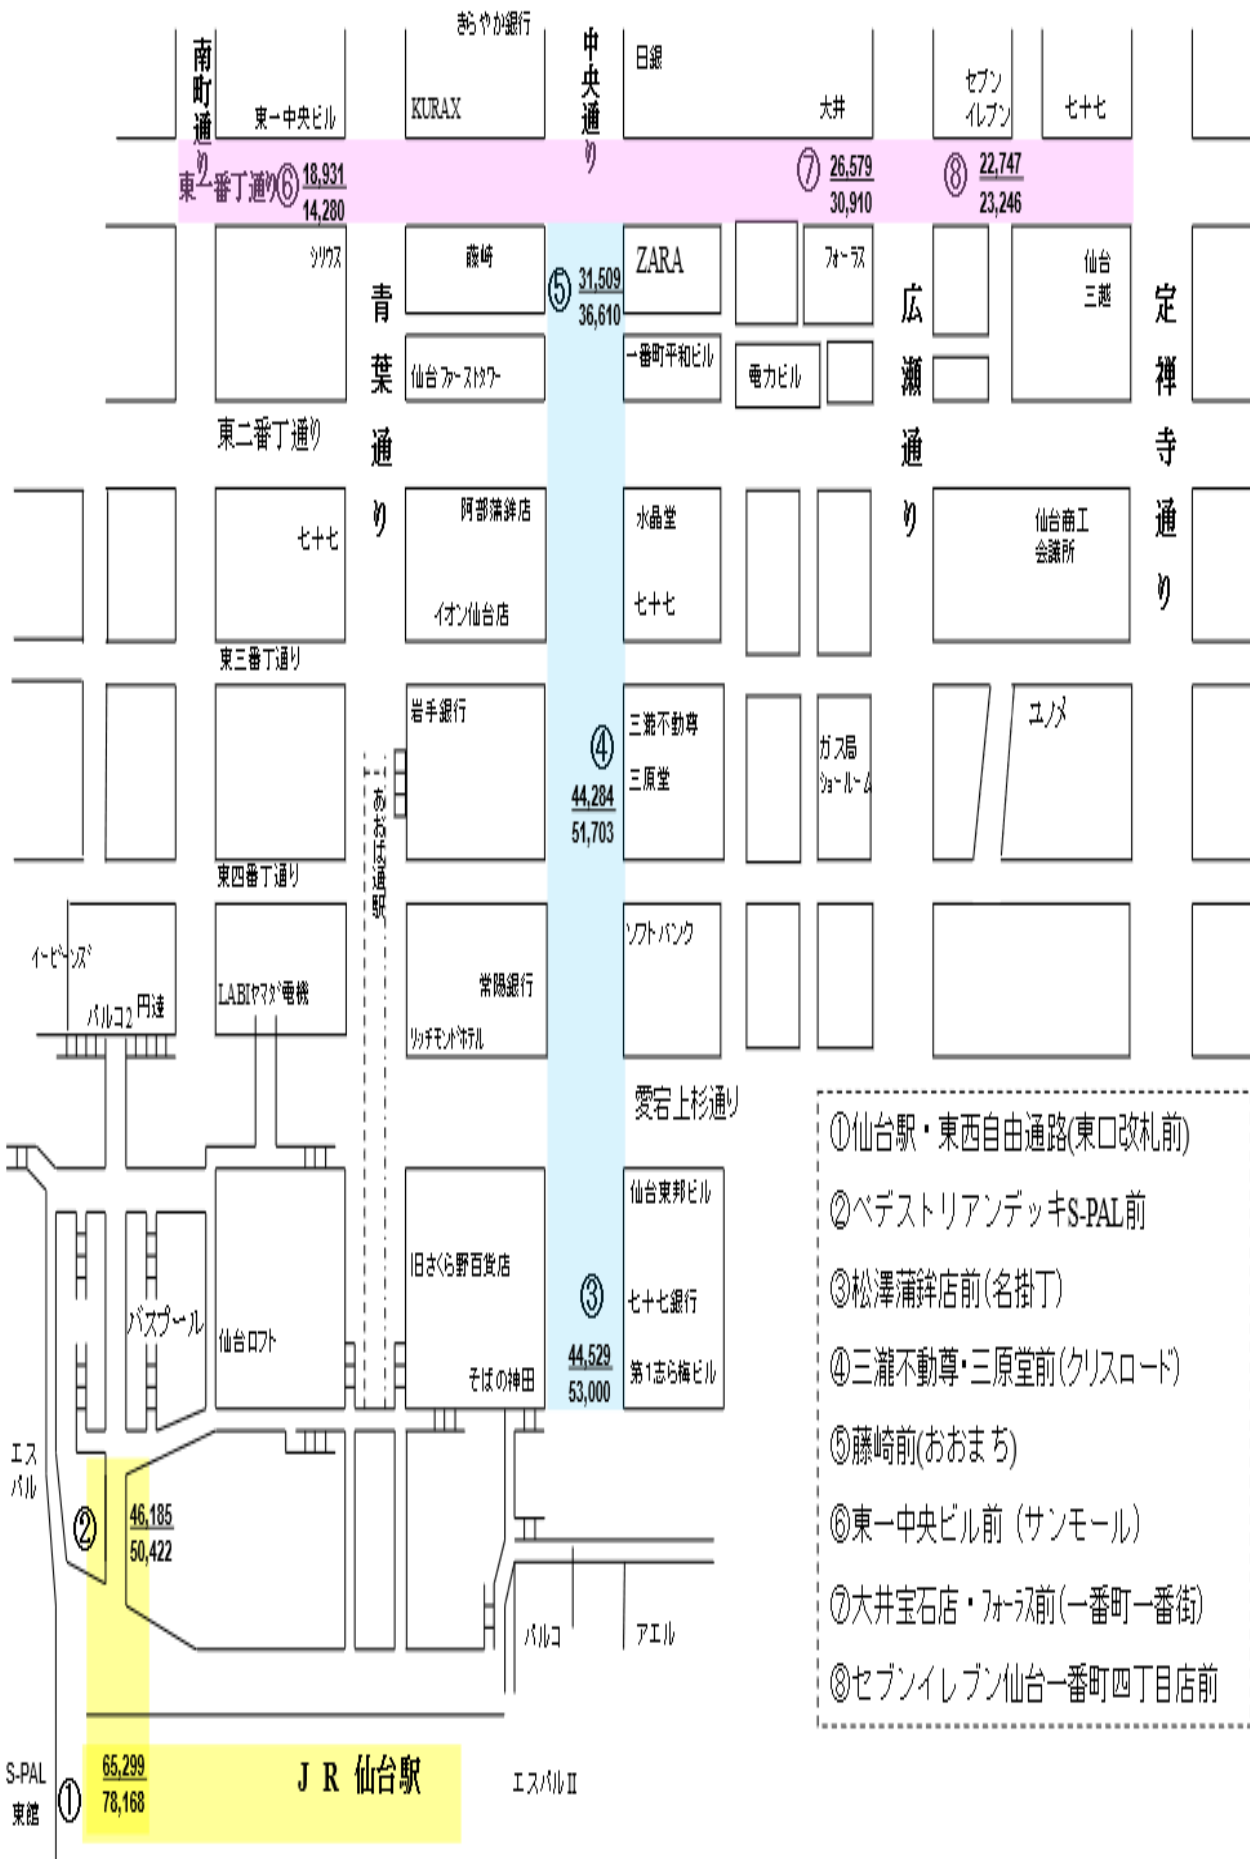 きらやか銀行
南町通り
中央通り
日銀
セブン
イレブン
東一中央ビル
KURAX
大井
七十七
東一番丁通り
⑥
18,931
14,280
⑦
26,579
30,910
⑧
22,747
23,246
シリウス
藤崎
⑤
31,509
36,610
ZARA
フォーラス
仙台
三越
青葉通り
広瀬通り
定禅寺通り
仙台ファーストタワー
一番町平和ビル
電力ビル
東二番丁通り
七十七
阿部蒲鉾店
イオン仙台店
水晶堂
七十七
仙台商工
会議所
東三番丁通り
岩手銀行
④
44,284
51,703
三瀧不動尊
三原堂
ガス局
ショールーム
ユノメ
あおば通駅
東四番丁通り
イービーンズ
パルコ2
円達
LABIヤマダ電機
常陽銀行
リッチモンドホテル
ソフトバンク
愛宕上杉通り
バスプール
仙台ロフト
旧さくら野百貨店
そばの神田
③
44,529
53,000
仙台東邦ビル
七十七銀行
第1志ら梅ビル
エス
パル
②
46,185
50,422
パルコ
アエル
S-PAL
東館
①
65,299
78,168
JR 仙台駅
エスパルⅡ
①仙台駅・東西自由通路(東口改札前)
②ペデストリアンデッキS-PAL前
③松澤蒲鉾店前(名掛丁)
④三瀧不動尊・三原堂前(クリスロード)
⑤藤崎前(おおまち)
⑥東一中央ビル前（サンモール）
⑦大井宝石店・フォーラス前(一番町一番街)
⑧セブンイレブン仙台一番町四丁目店前